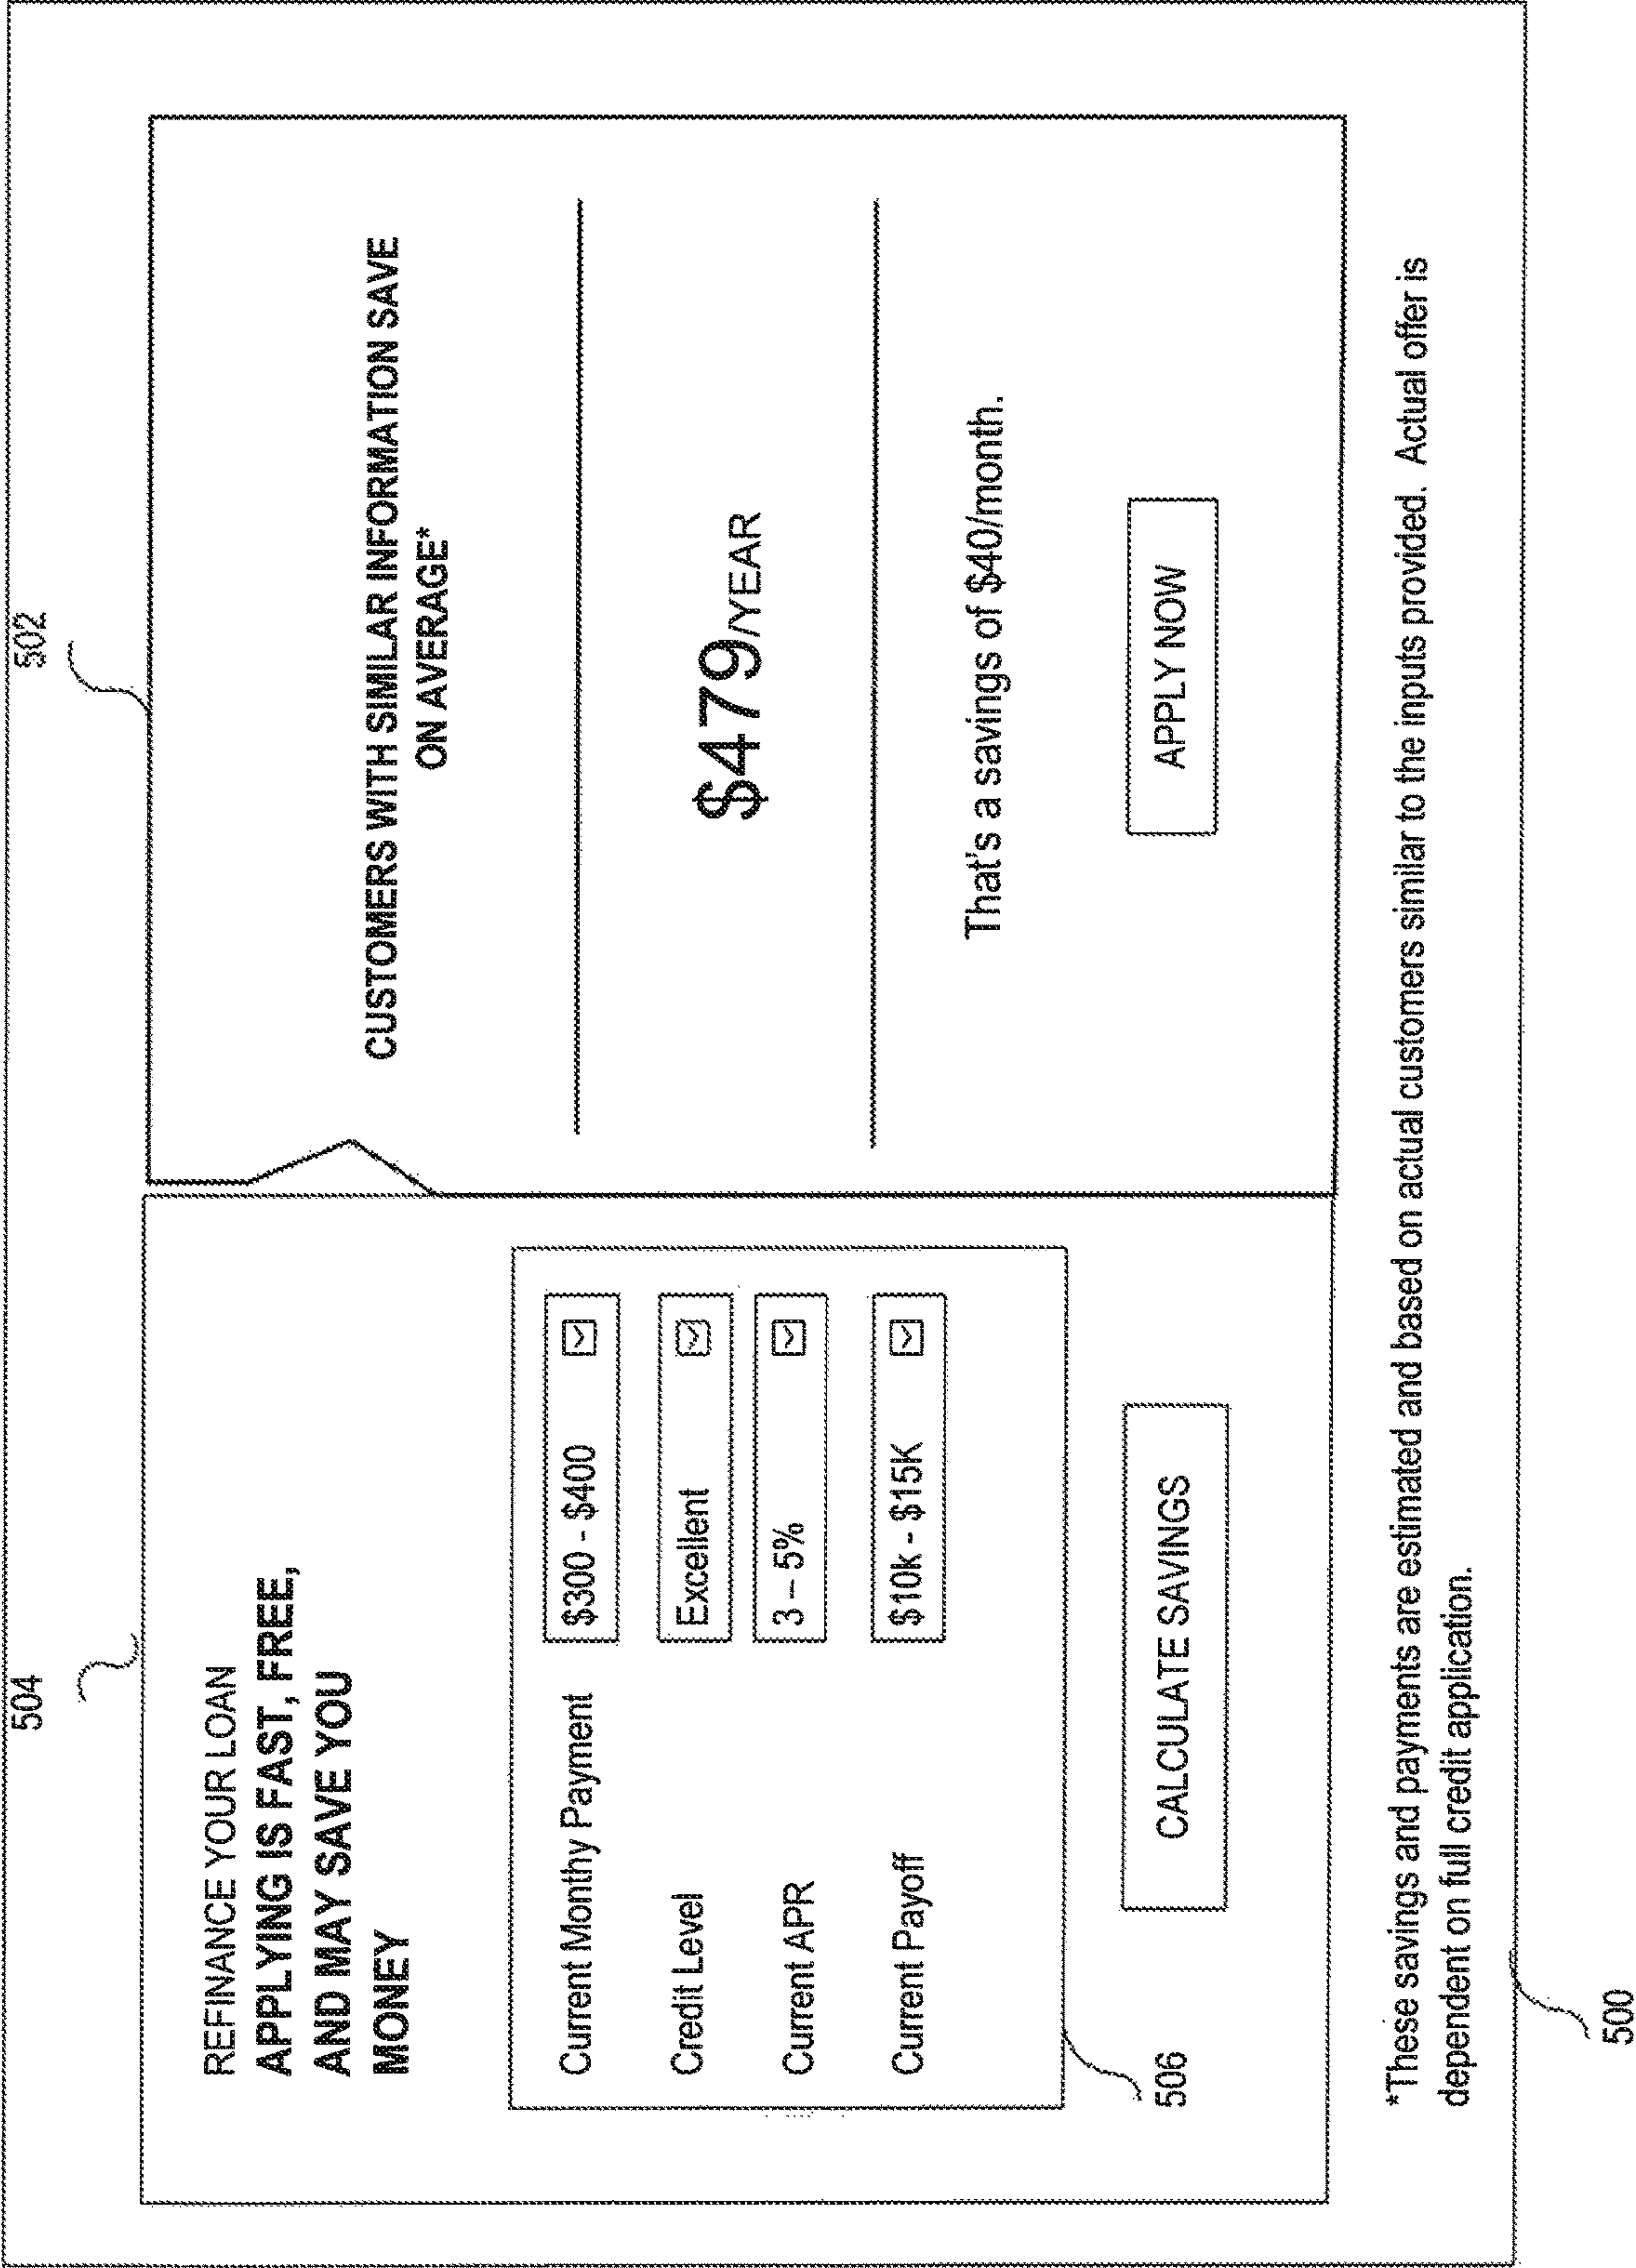 504
502
REFINANCE YOUR LOAN
APPLYING IS FAST, FREE,
AND MAY SAVE YOU
MONEY
Current Monthy Payment $300 - $400
Credit Level Excellent
Current APR 3 – 5%
Current Payoff $10k - $15K
506
CALCULATE SAVINGS
CUSTOMERS WITH SIMILAR INFORMATION SAVE
ON AVERAGE*
$479/YEAR
That's a savings of $40/month.
APPLY NOW
*These savings and payments are estimated and based on actual customers similar to the inputs provided. Actual offer is
dependent on full credit application.
500